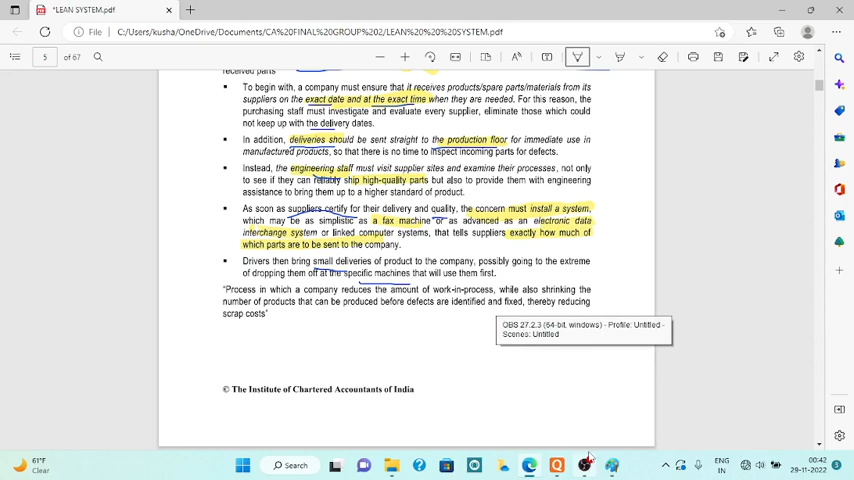 *LEAN SYSTEM.pdf
File
C:/Users/kusha/OneDrive/Documents/CA%20FINAL%20GROUP%202/LEAN%20%20%20SYSTEM.pdf
5 of 67
received parts
To begin with, a company must ensure that it receives products/spare parts/materials from its
suppliers on the exact date and at the exact time when they are needed. For this reason, the
purchasing staff must investigate and evaluate every supplier, eliminate those which could
not keep up with the delivery dates.
In addition, deliveries should be sent straight to the production floor for immediate use in
manufactured products, so that there is no time to inspect incoming parts for defects.
Instead, the engineering staff must visit supplier sites and examine their processes, not only
to see if they can reliably ship high-quality parts but also to provide them with engineering
assistance to bring them up to a higher standard of product.
As soon as suppliers certify for their delivery and quality, the concern must install a system,
which may be as simplistic as a fax machine or as advanced as an electronic data
interchange system or linked computer systems, that tells suppliers exactly how much of
which parts are to be sent to the company.
Drivers then bring small deliveries of product to the company, possibly going to the extreme
of dropping them off at the specific machines that will use them first.
"Process in which a company reduces the amount of work-in-process, while also shrinking the
number of products that can be produced before defects are identified and fixed, thereby reducing
scrap costs"
OBS 27.2.3 (64-bit, windows) - Profile: Untitled -
Scenes: Untitled
© The Institute of Chartered Accountants of India
61°F
Clear
Search
ENG
IN
00:42
29-11-2022